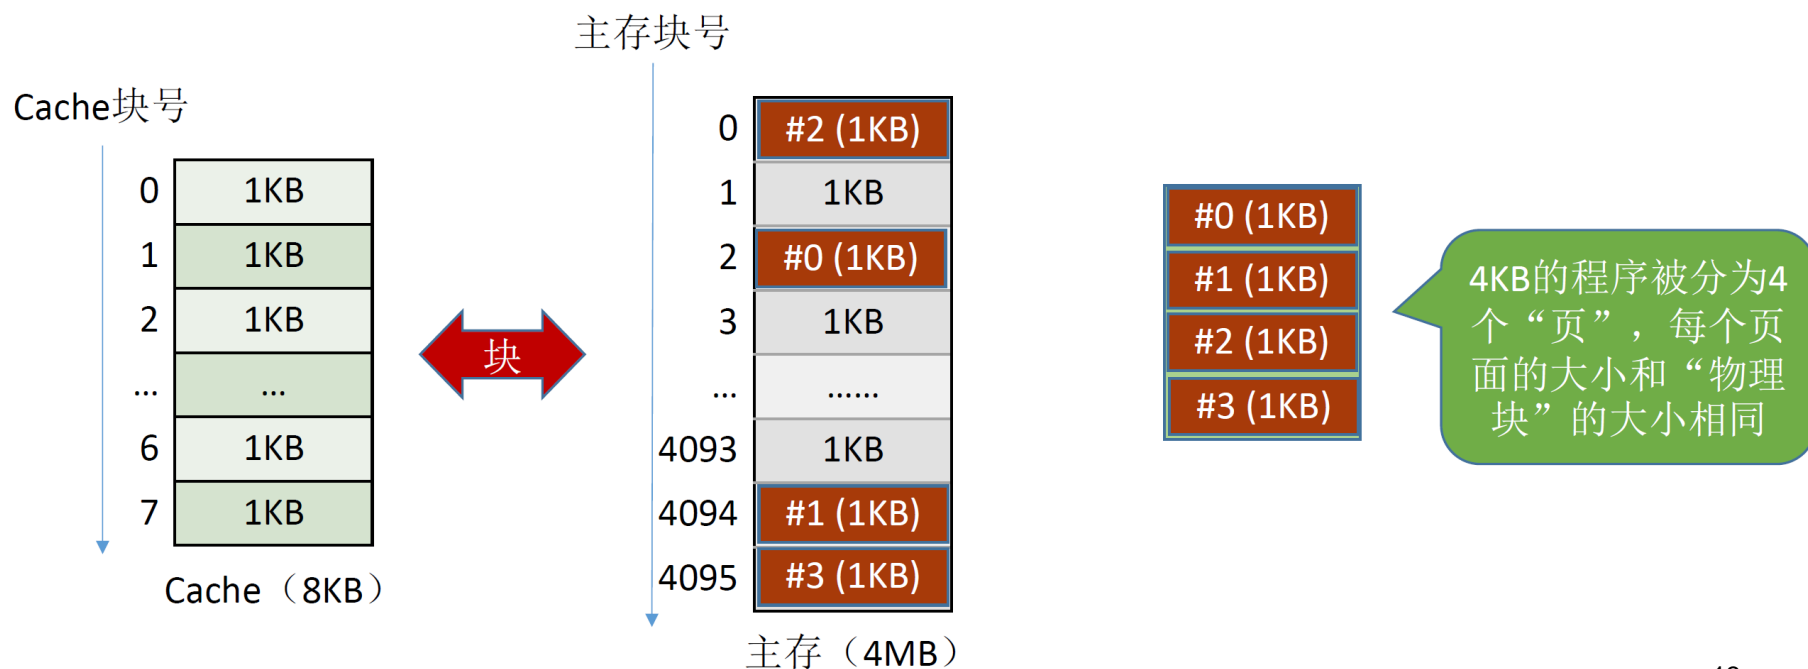 主存块号
Cache块号
0
1KB
1
1KB
2
1KB
...
...
6
1KB
7
1KB
Cache（8KB）
块
0
#2 (1KB)
1
1KB
2
#0 (1KB)
3
1KB
...
......
4093
1KB
4094
#1 (1KB)
4095
#3 (1KB)
主存（4MB）
#0 (1KB)
#1 (1KB)
#2 (1KB)
#3 (1KB)
4KB的程序被分为4
个“页”，每个页
面的大小和“物理
块”的大小相同